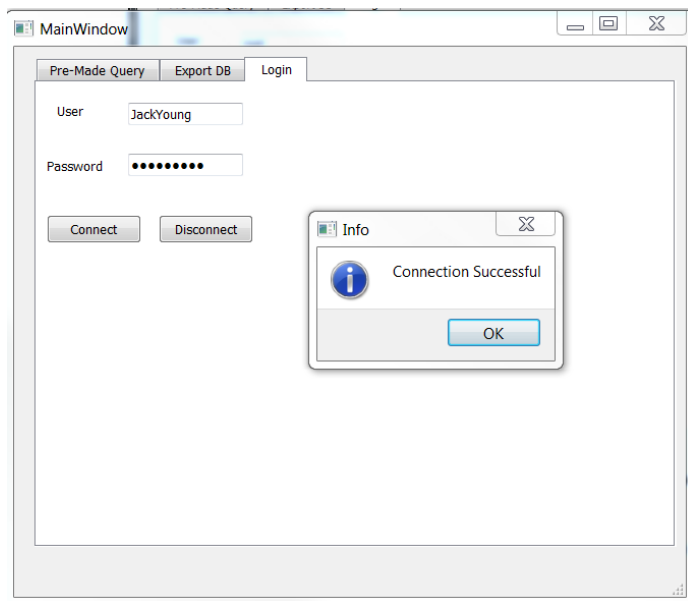 MainWindow
Pre-Made Query Export DB Login
User JackYoung
Password •••••••••
Connect Disconnect
Info
Connection Successful
OK